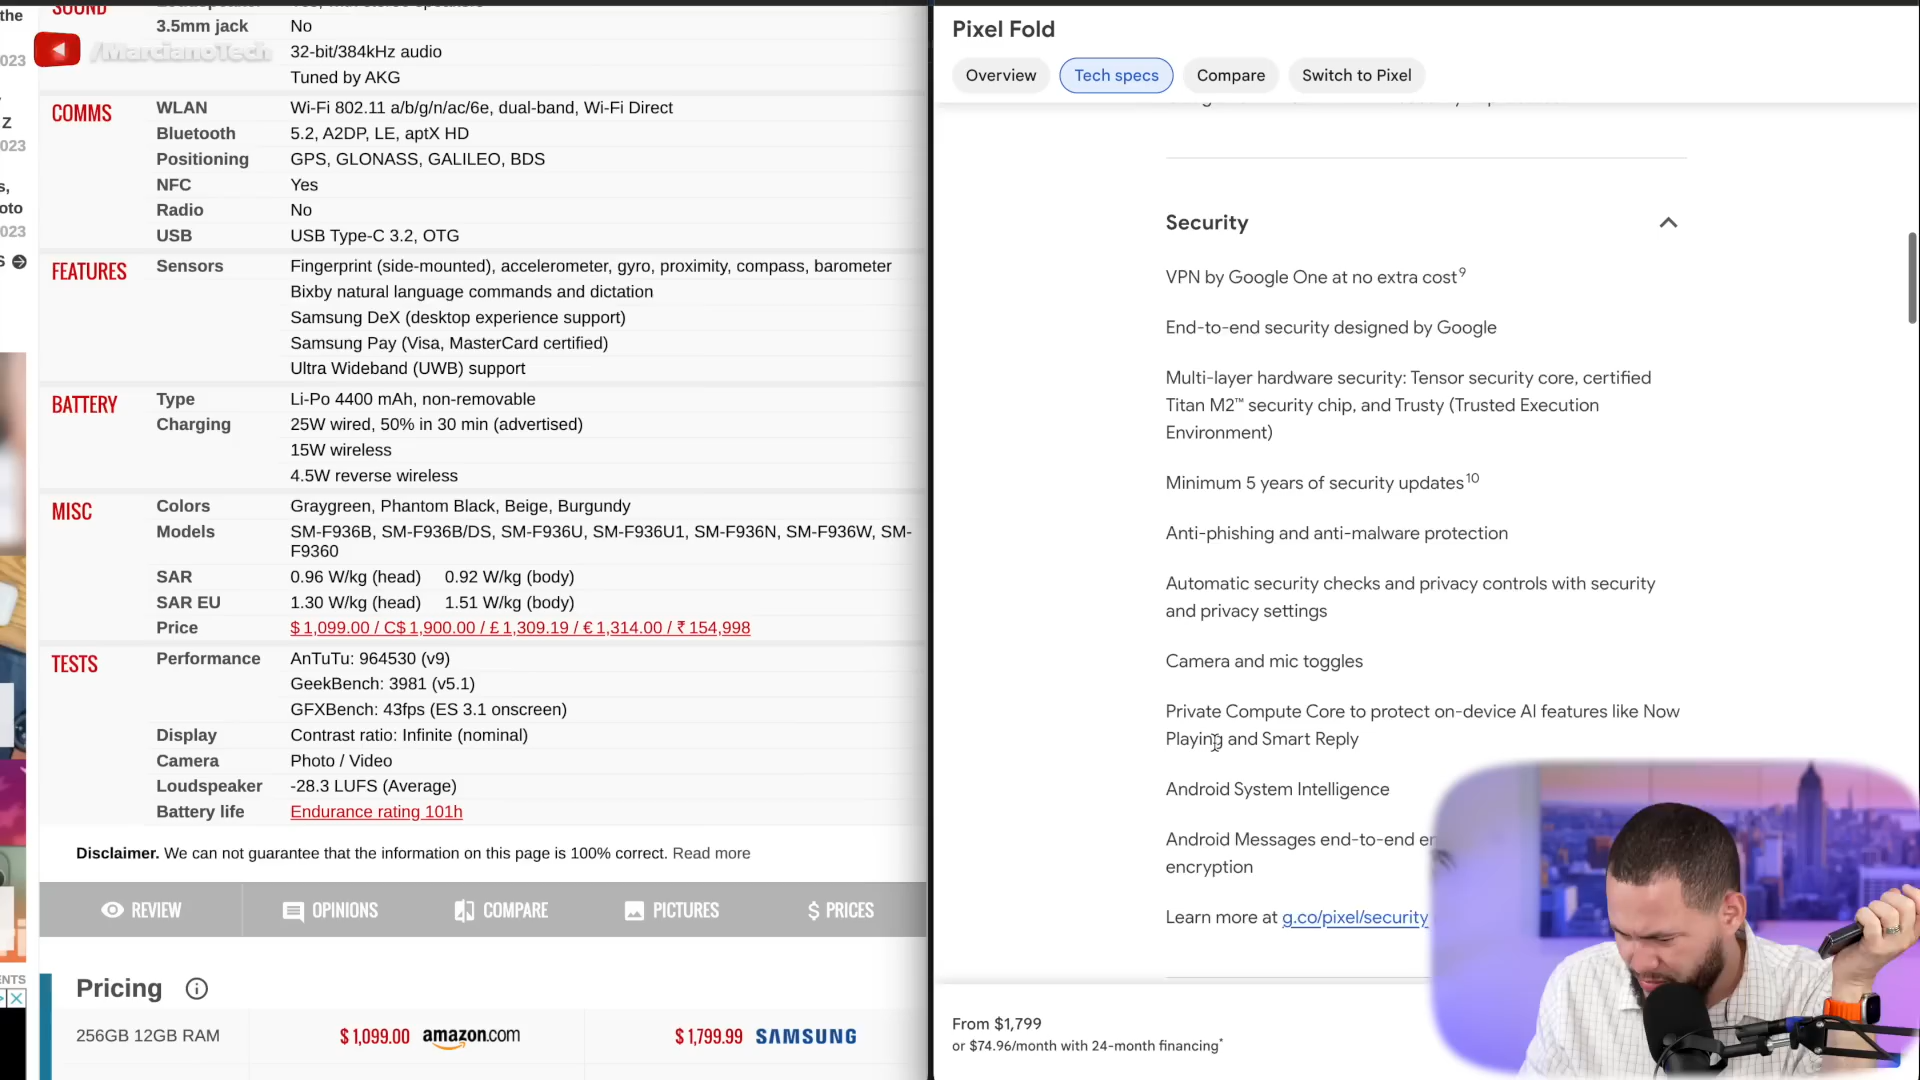 the
023
Z
023
s,
oto
023
S
/MarcianoTech
SOUND
3.5mm jack No
32-bit/384kHz audio
Tuned by AKG
COMMS WLAN Wi-Fi 802.11 a/b/g/n/ac/6e, dual-band, Wi-Fi Direct
Bluetooth 5.2, A2DP, LE, aptX HD
Positioning GPS, GLONASS, GALILEO, BDS
NFC Yes
Radio No
USB USB Type-C 3.2, OTG
FEATURES Sensors Fingerprint (side-mounted), accelerometer, gyro, proximity, compass, barometer
Bixby natural language commands and dictation
Samsung DeX (desktop experience support)
Samsung Pay (Visa, MasterCard certified)
Ultra Wideband (UWB) support
BATTERY Type Li-Po 4400 mAh, non-removable
Charging 25W wired, 50% in 30 min (advertised)
15W wireless
4.5W reverse wireless
MISC Colors Graygreen, Phantom Black, Beige, Burgundy
Models SM-F936B, SM-F936B/DS, SM-F936U, SM-F936U1, SM-F936N, SM-F936W, SM-
F9360
SAR 0.96 W/kg (head) 0.92 W/kg (body)
SAR EU 1.30 W/kg (head) 1.51 W/kg (body)
Price $ 1,099.00 / C$ 1,900.00 / £ 1,309.19 / € 1,314.00 / ₹ 154,998
TESTS Performance AnTuTu: 964530 (v9)
GeekBench: 3981 (v5.1)
GFXBench: 43fps (ES 3.1 onscreen)
Display Contrast ratio: Infinite (nominal)
Camera Photo / Video
Loudspeaker -28.3 LUFS (Average)
Battery life Endurance rating 101h
Disclaimer. We can not guarantee that the information on this page is 100% correct. Read more
REVIEW OPINIONS COMPARE PICTURES $ PRICES
ENTS
Pricing
256GB 12GB RAM $ 1,099.00 amazon.com $ 1,799.99 SAMSUNG
Pixel Fold
Overview Tech specs Compare Switch to Pixel
Security
VPN by Google One at no extra cost9
End-to-end security designed by Google
Multi-layer hardware security: Tensor security core, certified
Titan M2™ security chip, and Trusty (Trusted Execution
Environment)
Minimum 5 years of security updates10
Anti-phishing and anti-malware protection
Automatic security checks and privacy controls with security
and privacy settings
Camera and mic toggles
Private Compute Core to protect on-device AI features like Now
Playing and Smart Reply
Android System Intelligence
Android Messages end-to-end er
encryption
Learn more at g.co/pixel/security
From $1,799
or $74.96/month with 24-month financing*